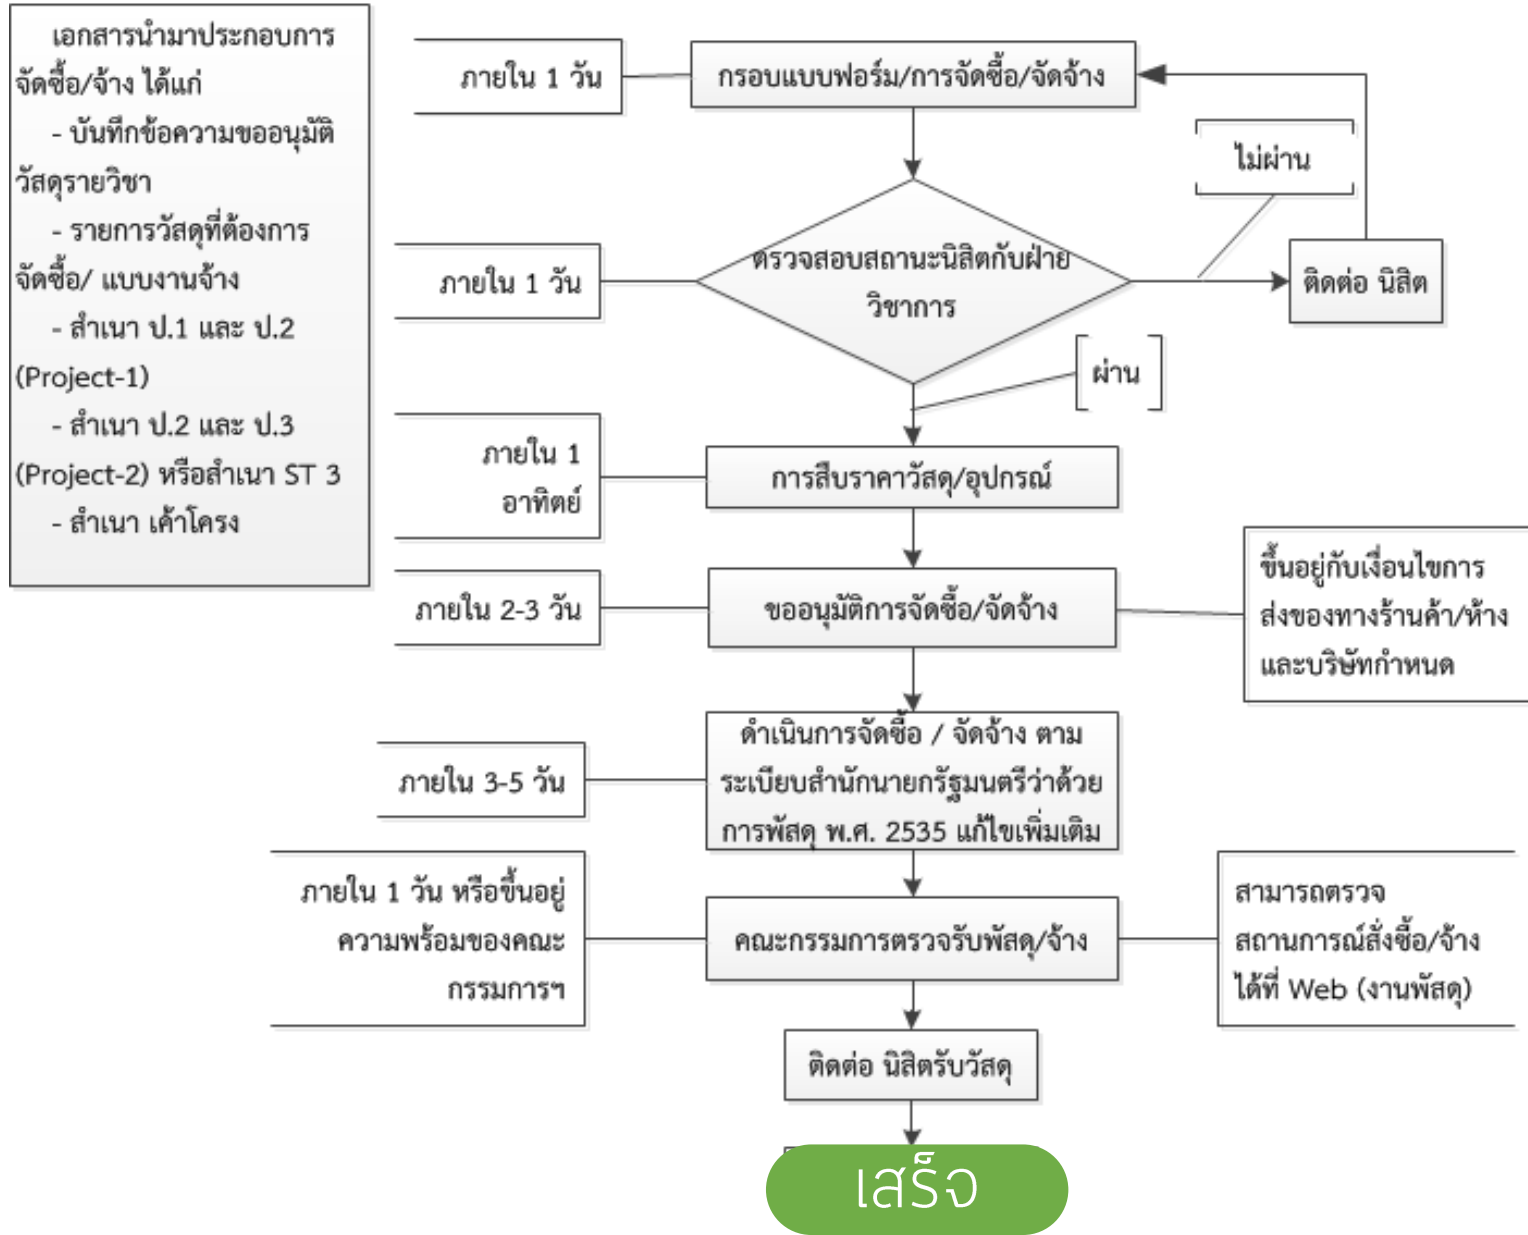 เอกสารนำมาประกอบการ
จัดซื้อ/จ้าง ได้แก่
- บันทึกข้อความขออนุมัติ
วัสดุรายวิชา
- รายการวัสดุที่ต้องการ
จัดซื้อ/ แบบงานจ้าง
- สำเนา ป.1 และ ป.2
(Project-1)
- สำเนา ป.2 และ ป.3
(Project-2) หรือสำเนา ST 3
- สำเนา เค้าโครง
ภายใน 1 วัน
กรอบแบบฟอร์ม/การจัดซื้อ/จัดจ้าง
ไม่ผ่าน
ภายใน 1 วัน
ตรวจสอบสถานะนิสิตกับฝ่าย
วิชาการ
ติดต่อ นิสิต
ผ่าน
ภายใน 1
อาทิตย์
การสืบราคาวัสดุ/อุปกรณ์
ภายใน 2-3 วัน
ขออนุมัติการจัดซื้อ/จัดจ้าง
ขึ้นอยู่กับเงื่อนไขการ
ส่งของทางร้านค้า/ห้าง
และบริษัทกำหนด
ภายใน 3-5 วัน
ดำเนินการจัดซื้อ / จัดจ้าง ตาม
ระเบียบสำนักนายกรัฐมนตรีว่าด้วย
การพัสดุ พ.ศ. 2535 แก้ไขเพิ่มเติม
ภายใน 1 วัน หรือขึ้นอยู่
ความพร้อมของคณะ
กรรมการฯ
คณะกรรมการตรวจรับพัสดุ/จ้าง
สามารถตรวจ
สถานการณ์สั่งซื้อ/จ้าง
ได้ที่ Web (งานพัสดุ)
ติดต่อ นิสิตรับวัสดุ
เสร็จ